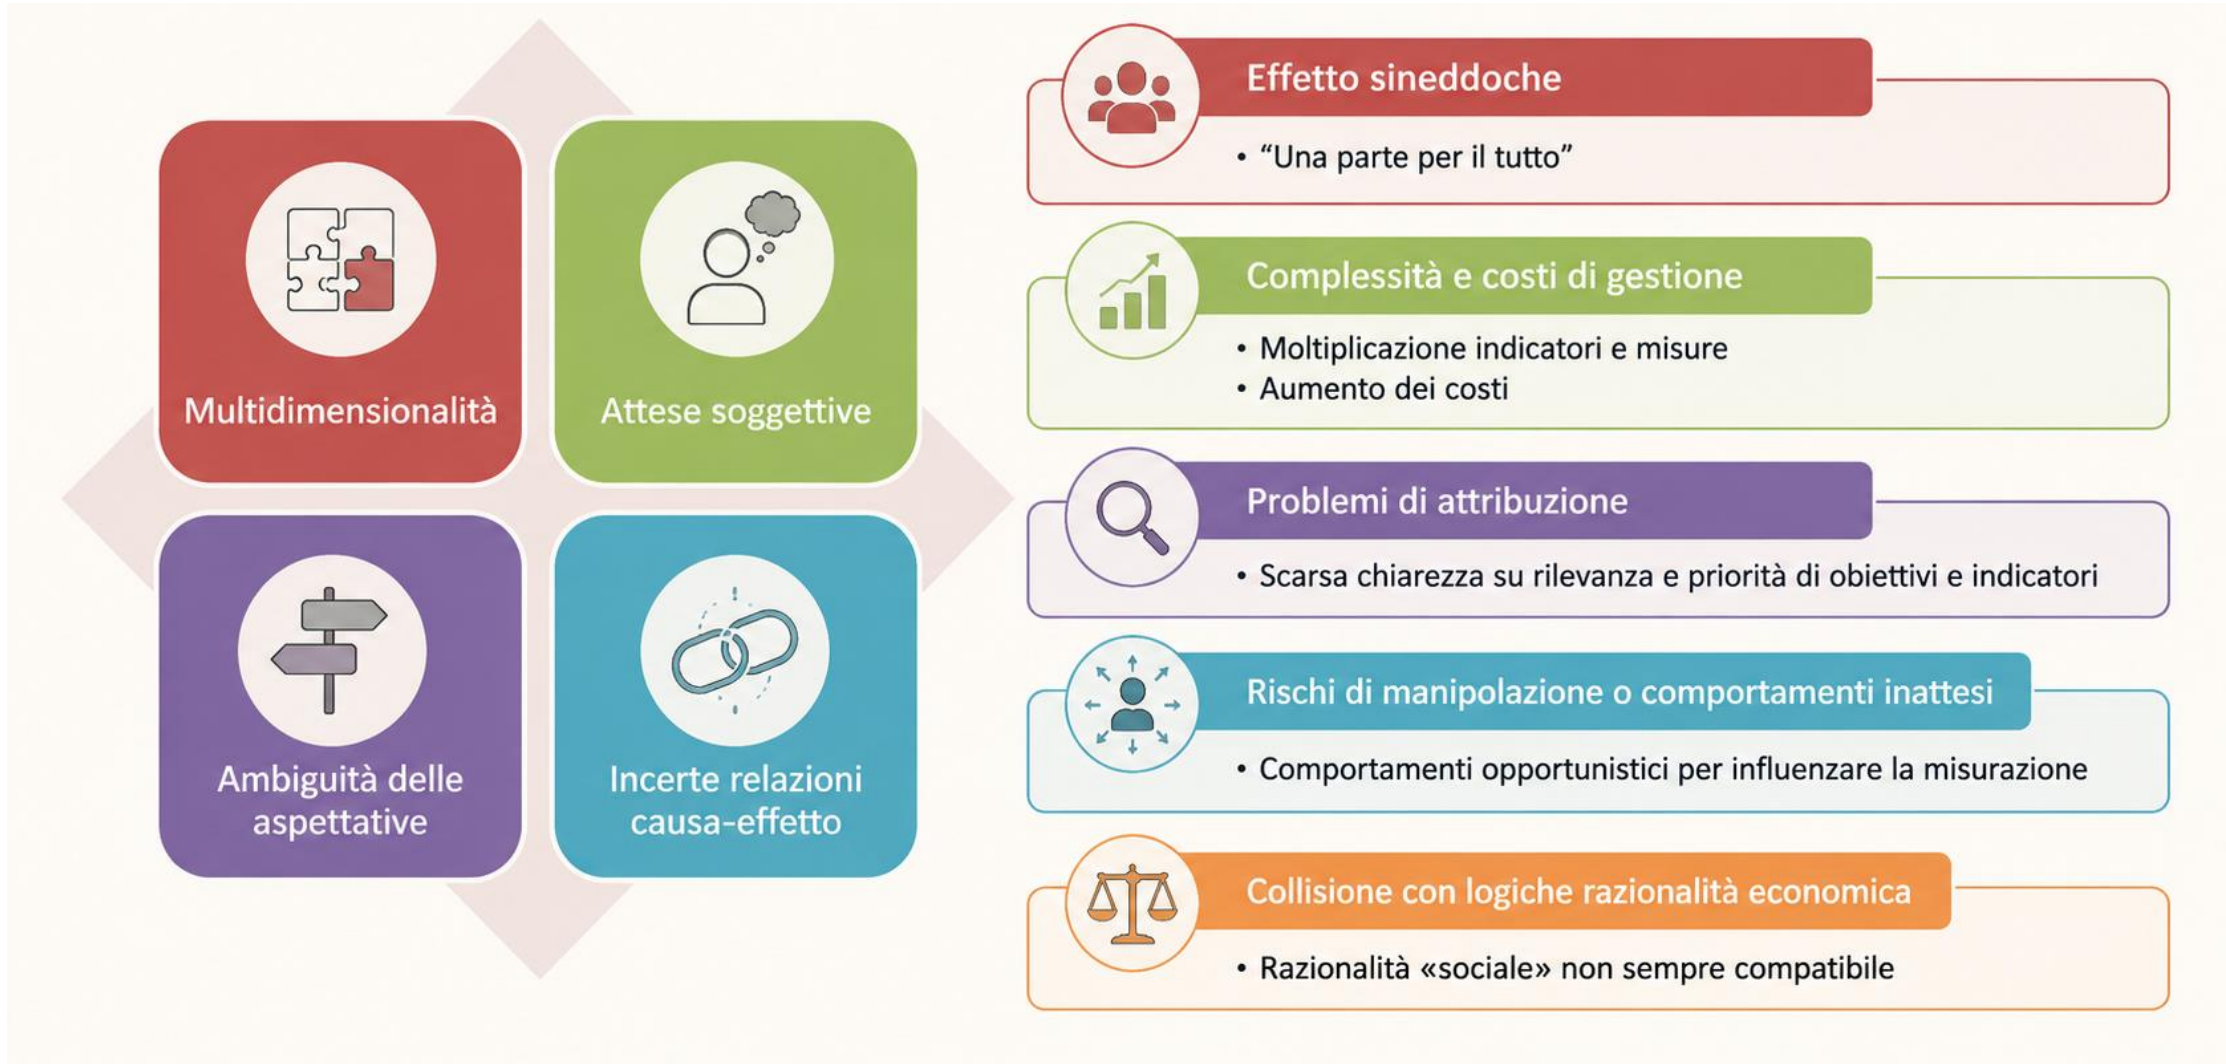 Multidimensionalità
Attese soggettive
Ambiguità delle
aspettative
Incerte relazioni
causa-effetto
Effetto sineddoche
• “Una parte per il tutto”
Complessità e costi di gestione
• Moltiplicazione indicatori e misure
• Aumento dei costi
Problemi di attribuzione
• Scarsa chiarezza su rilevanza e priorità di obiettivi e indicatori
Rischi di manipolazione o comportamenti inattesi
• Comportamenti opportunistici per influenzare la misurazione
Collisione con logiche razionalità economica
• Razionalità «sociale» non sempre compatibile